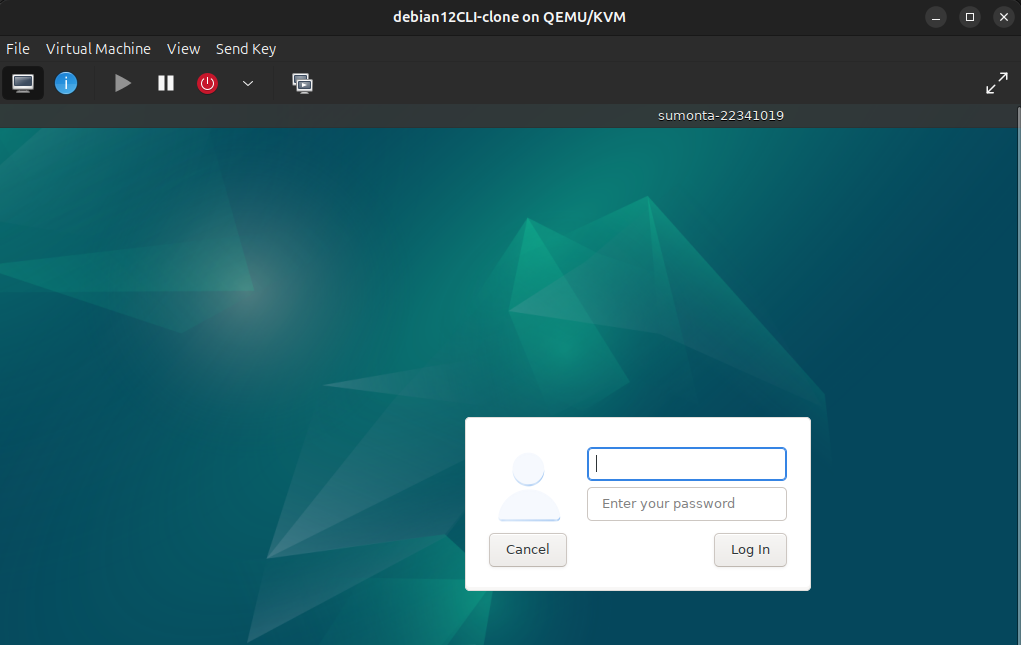 debian12CLI-clone on QEMU/KVM
File Virtual Machine View Send Key
sumonta-22341019
Enter your password
Cancel Log In